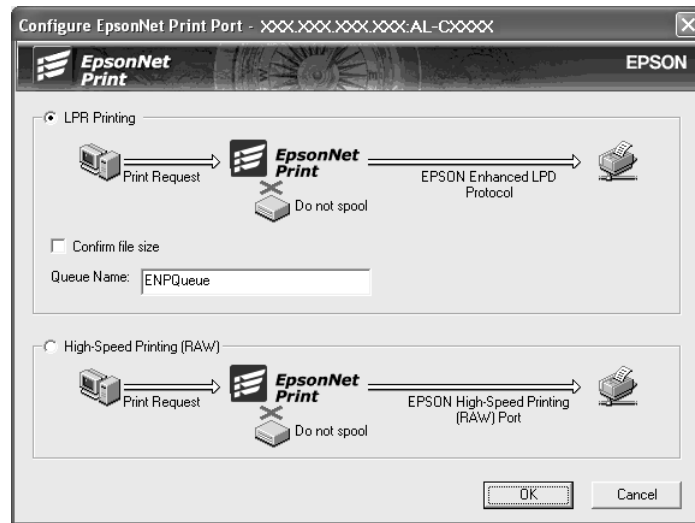 Configure EpsonNet Print Port - XXX.XXX.XXX.XXX:AL-CXXXX
EpsonNet
Print
EPSON
LPR Printing
Print Request
EpsonNet
Print
EPSON Enhanced LPD
Protocol
Do not spool
Confirm file size
Queue Name:
ENPQueue
High-Speed Printing (RAW)
Print Request
EpsonNet
Print
EPSON High-Speed Printing
(RAW) Port
Do not spool
OK
Cancel